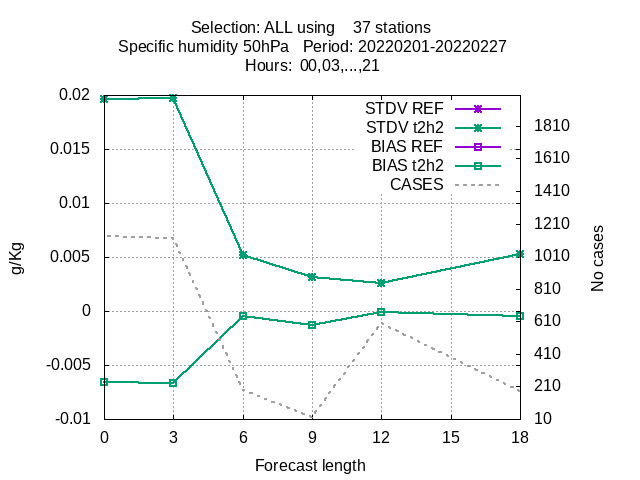 Selection: ALL using    37 stations
Specific humidity 50hPa   Period: 20220201-20220227
Hours:  00,03,...,21
STDV REF
STDV t2h2
BIAS REF
BIAS t2h2
CASES
g/Kg
0.02
0.015
0.01
0.005
0
-0.005
-0.01
No cases
1810
1610
1410
1210
1010
810
610
410
210
10
0 3 6 9 12 15 18
Forecast length